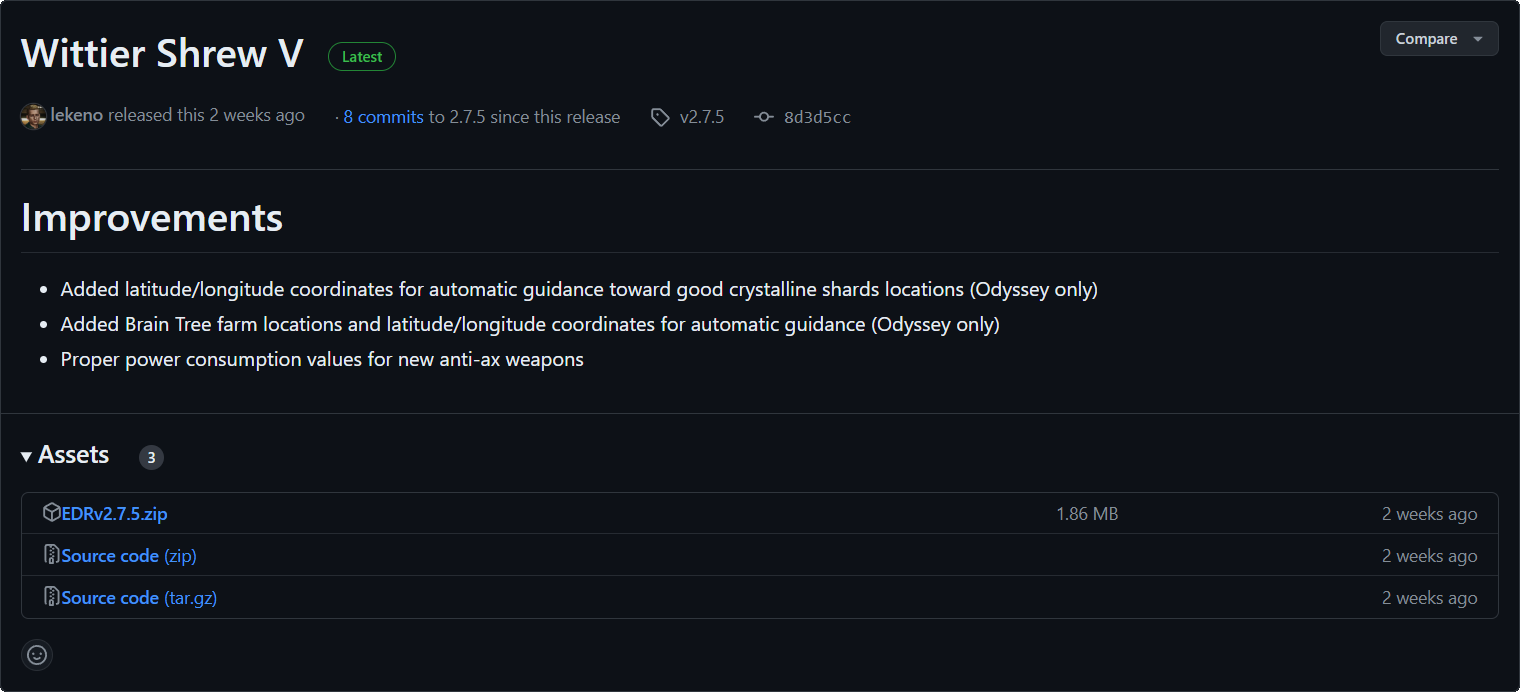 Wittier Shrew V Latest Compare
lekeno released this 2 weeks ago · 8 commits to 2.7.5 since this release v2.7.5 8d3d5cc
Improvements
• Added latitude/longitude coordinates for automatic guidance toward good crystalline shards locations (Odyssey only)
• Added Brain Tree farm locations and latitude/longitude coordinates for automatic guidance (Odyssey only)
• Proper power consumption values for new anti-ax weapons
Assets 3
EDRv2.7.5.zip 1.86 MB 2 weeks ago
Source code (zip) 2 weeks ago
Source code (tar.gz) 2 weeks ago